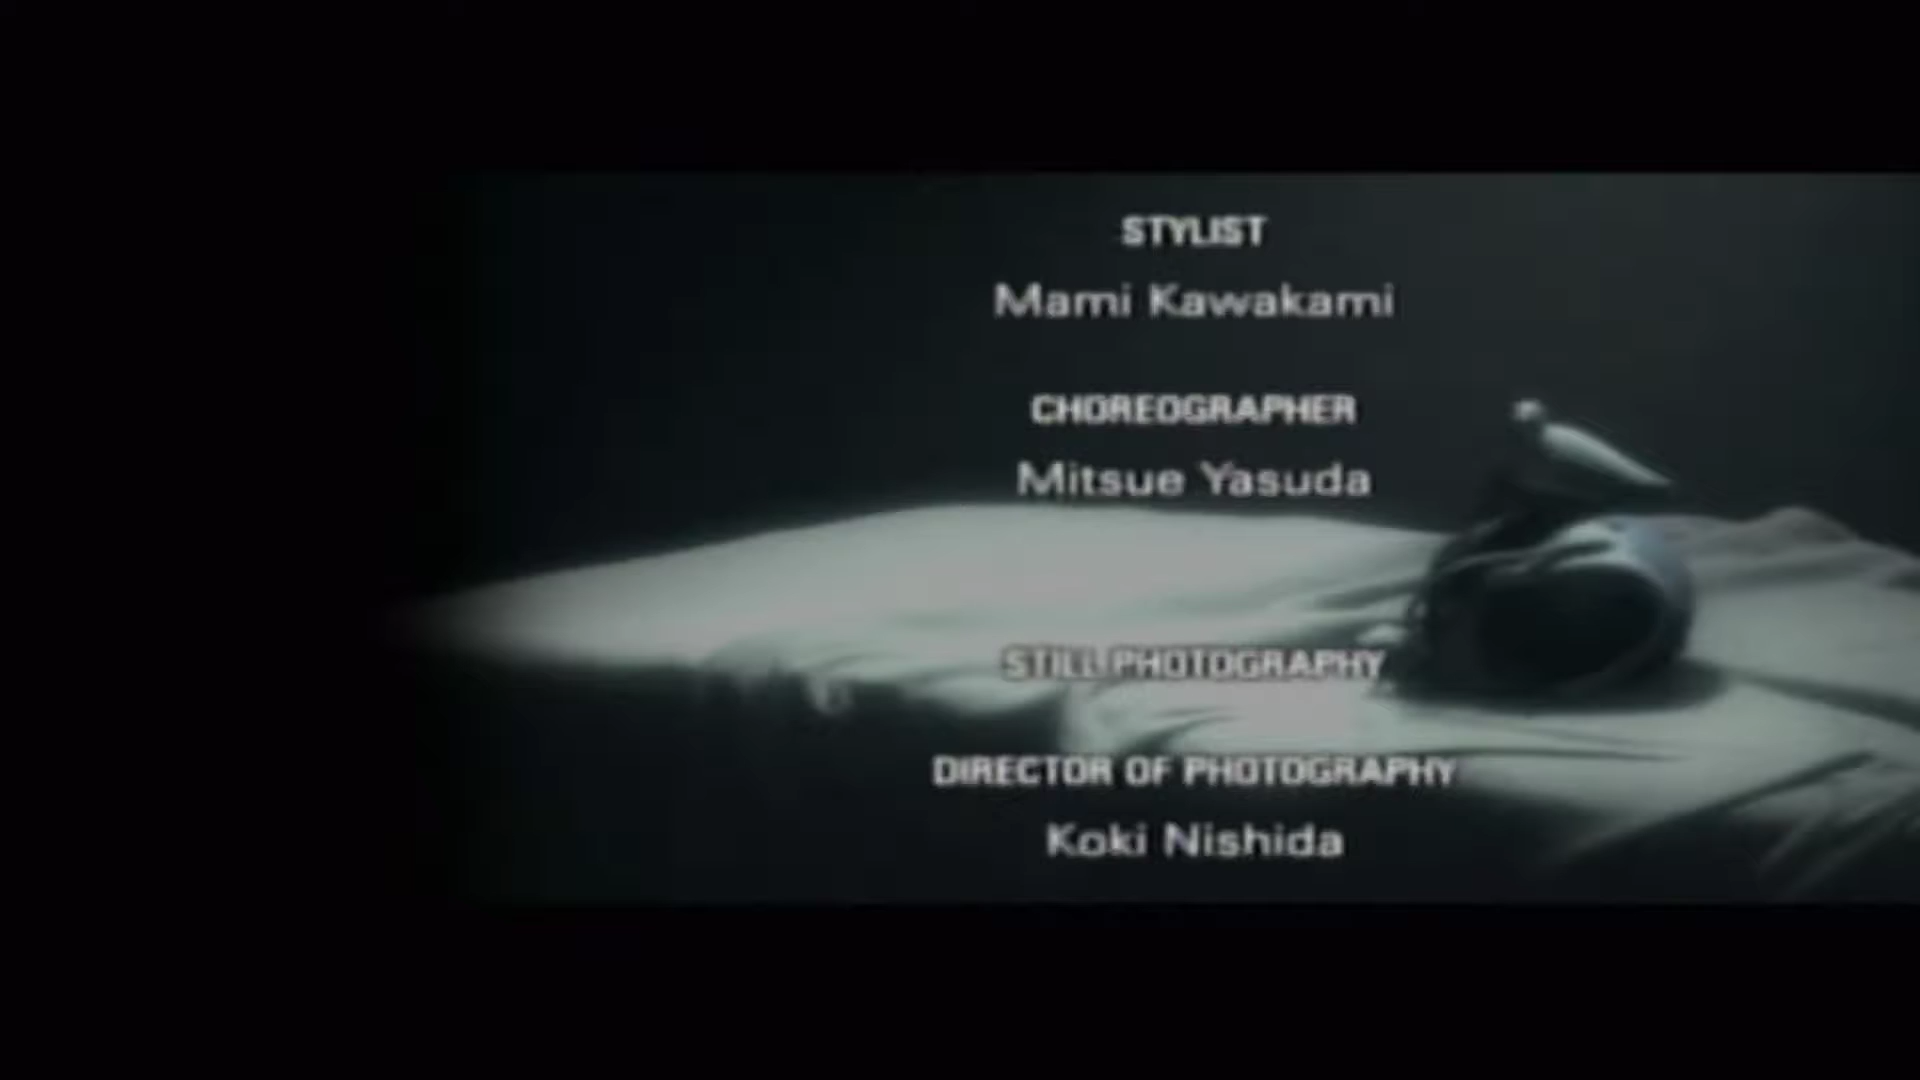 STYLIST
Mami Kawakami
CHOREOGRAPHER
Mitsue Yasuda
STILL PHOTOGRAPHY
DIRECTOR OF PHOTOGRAPHY
Koki Nishida